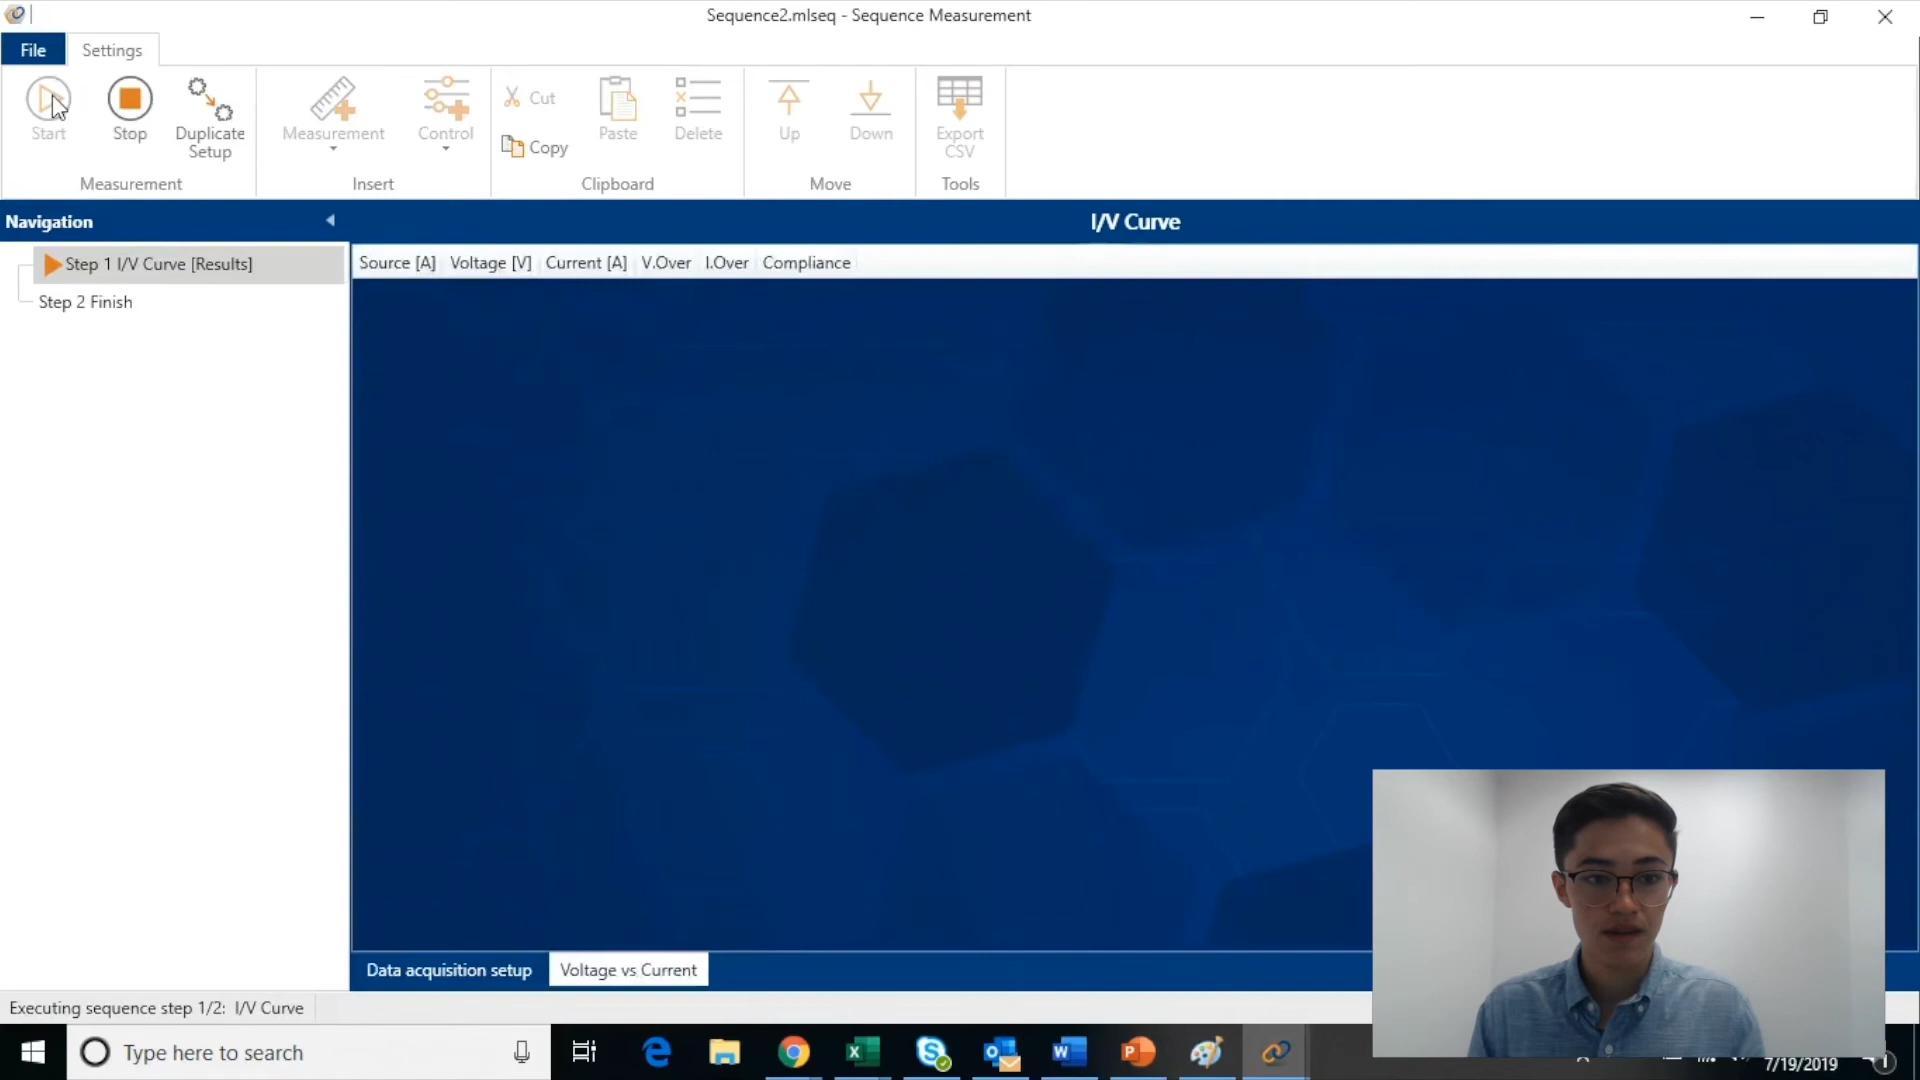 Sequence2.mlseq - Sequence Measurement
File
Settings
Start
Stop
Duplicate
Setup
Measurement
Measurement
Control
Insert
Cut
Copy
Paste
Delete
Clipboard
Up
Down
Move
Export
CSV
Tools
Navigation
I/V Curve
Step 1 I/V Curve [Results]
Step 2 Finish
Source [A] Voltage [V] Current [A] V.Over I.Over Compliance
Data acquisition setup
Voltage vs Current
Executing sequence step 1/2: I/V Curve
Type here to search
7/19/2019